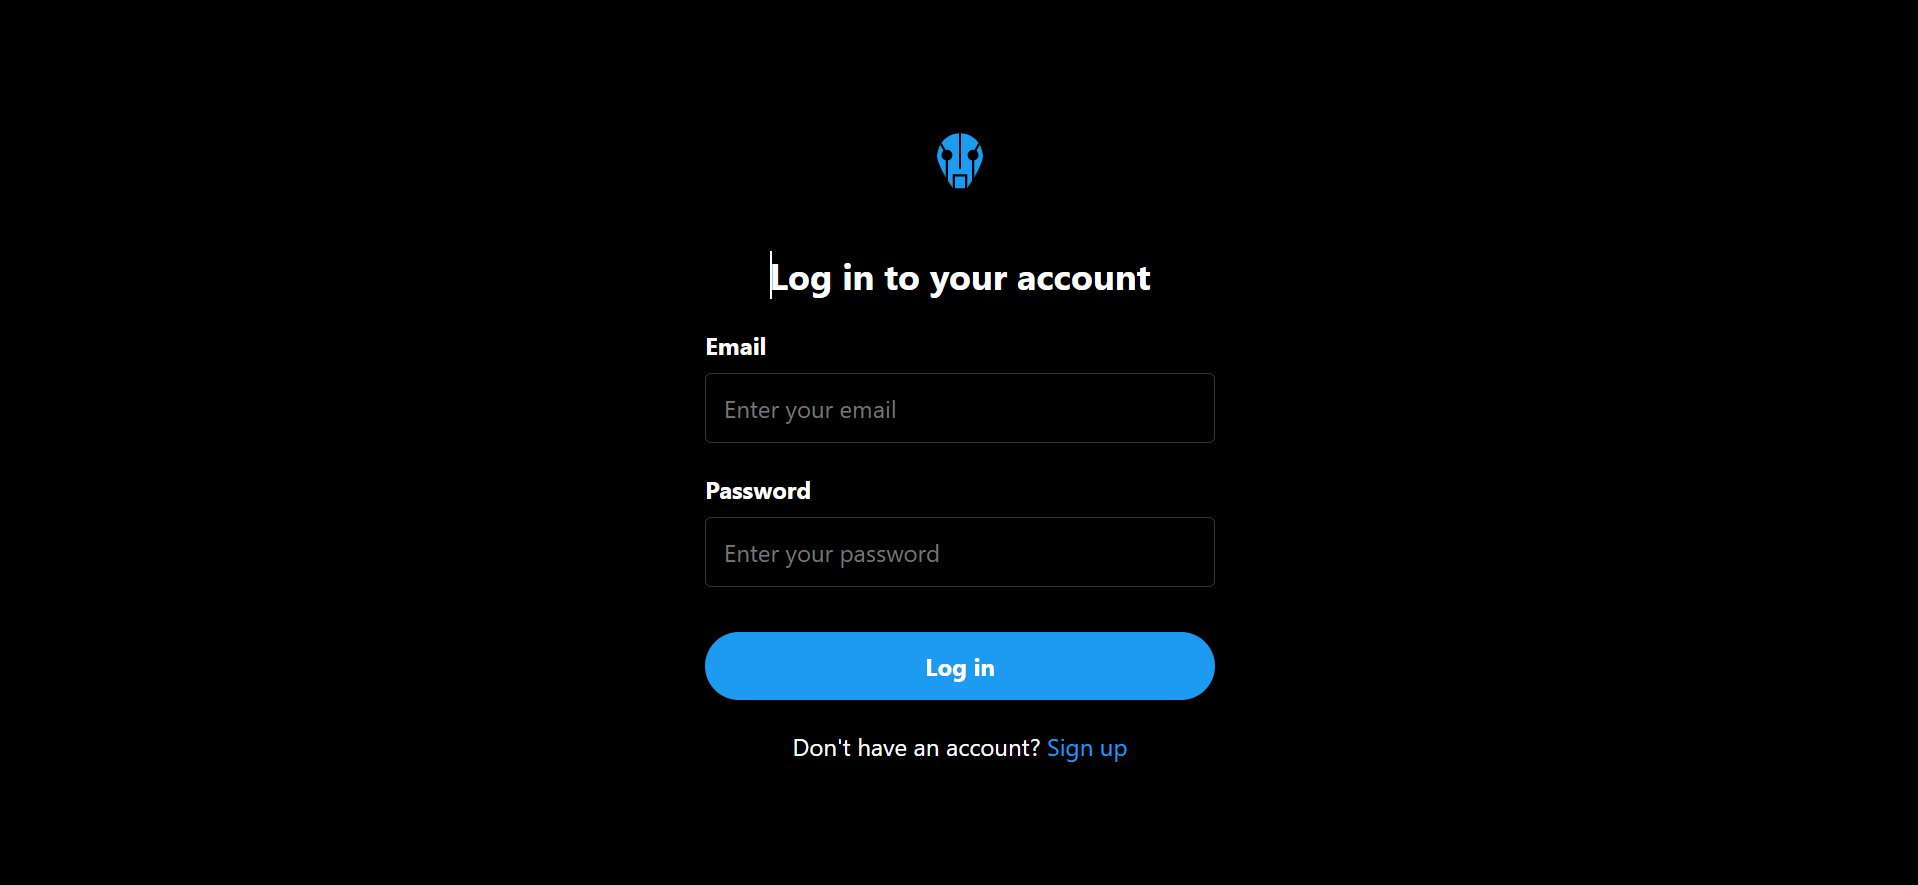 Log in to your account
Email
Enter your email
Password
Enter your password
Log in
Don't have an account? Sign up